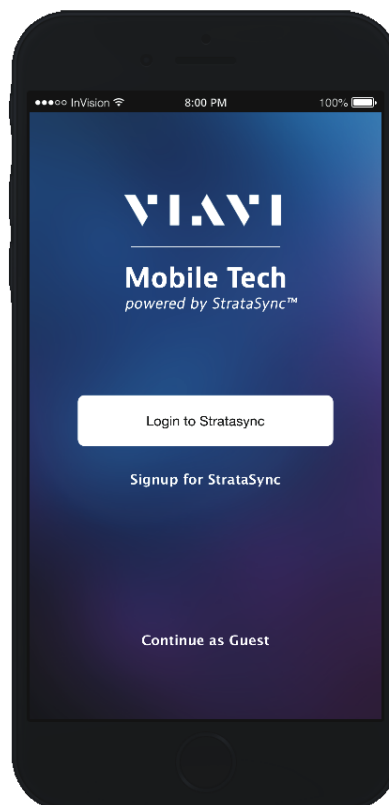 InVision 8:00 PM 100%
VIAVI
Mobile Tech
powered by StrataSync™
Login to Stratasync
Signup for StrataSync
Continue as Guest